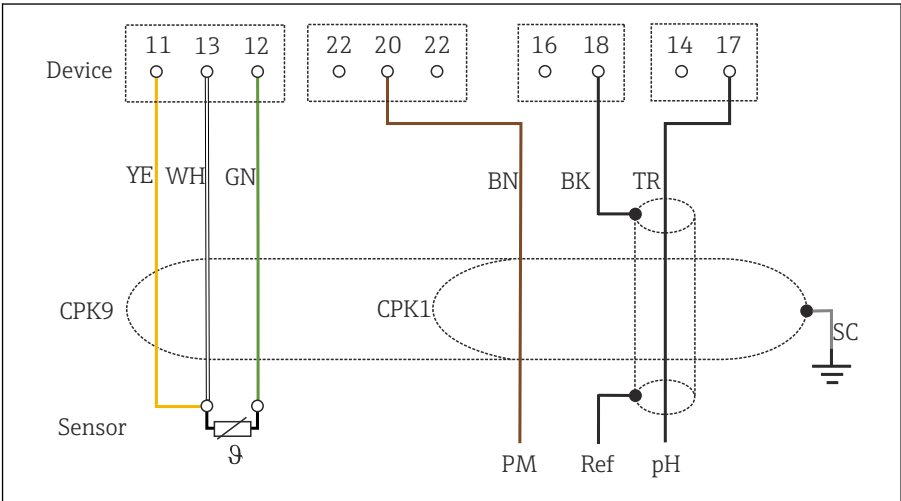 11 13 12 22 20 22 16 18 14 17
Device
YE WH GN BN BK TR
CPK9 CPK1
SC
Sensor
ϑ
PM Ref pH